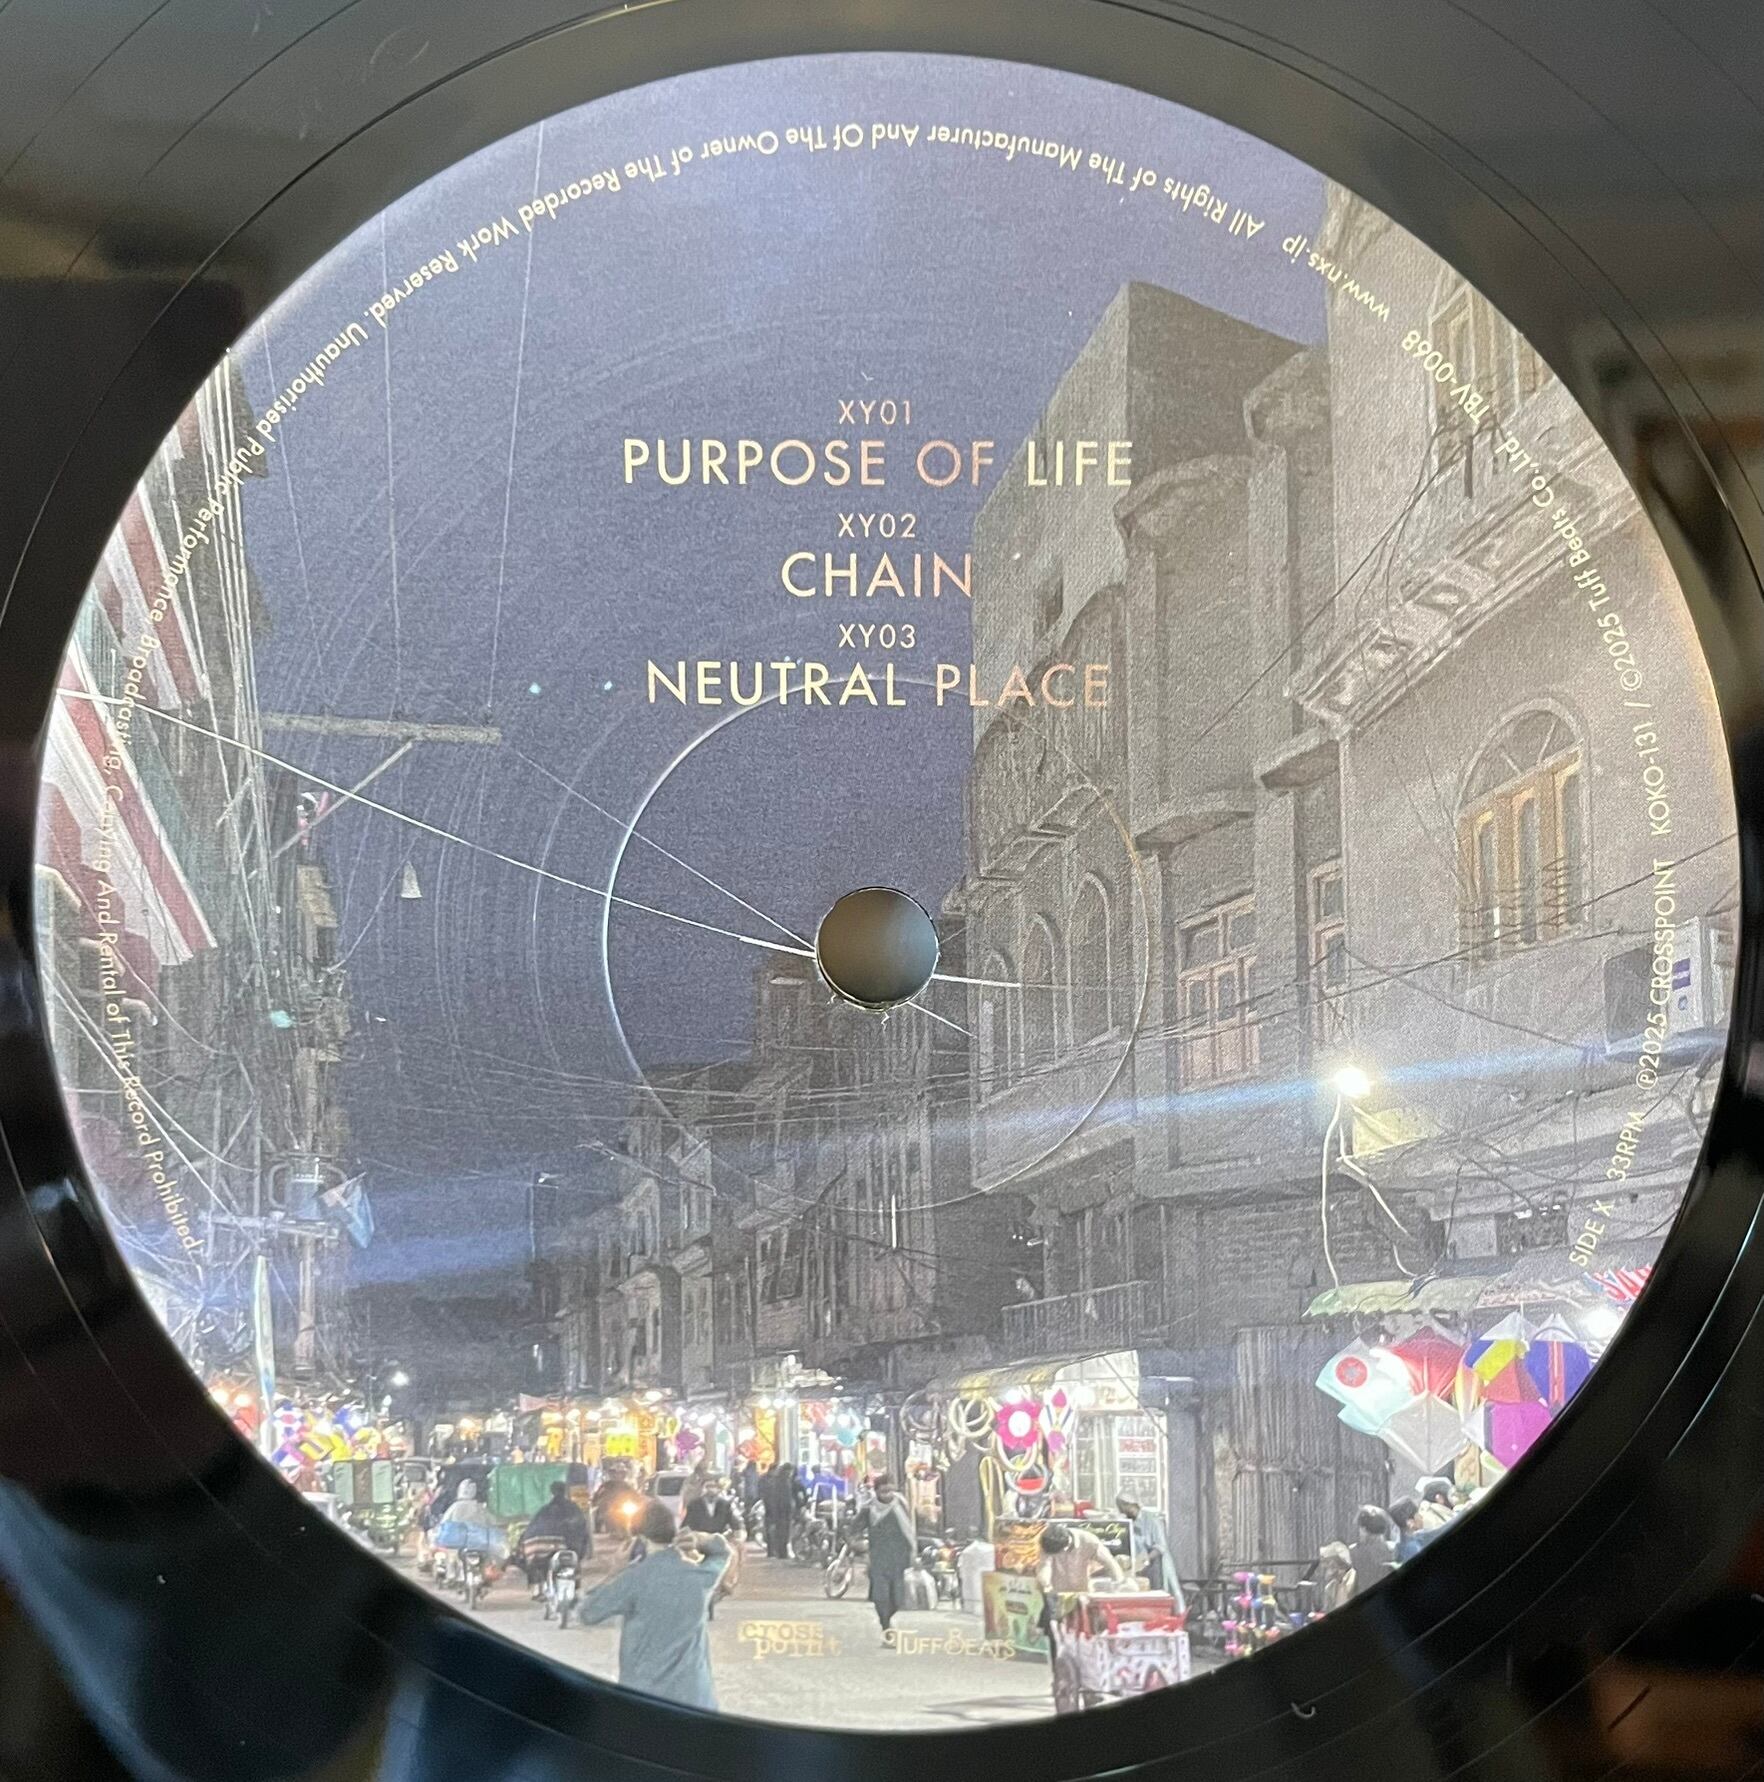 XY01
PURPOSE OF LIFE
XY02
CHAIN
XY03
NEUTRAL PLACE
SIDE X 33RPM ℗2025 CROSSPOINT KOKO-131 / ©2025 Tuff Beats Co.,Ltd. TBV-0068 www.nxs.jp All Rights of The Manufacturer And Of The Owner of The Recorded Work Reserved. Unauthorised Public Performance, Broadcasting, Copying And Rental of This Record Prohibited.
crosspoint
TUFF BEATS